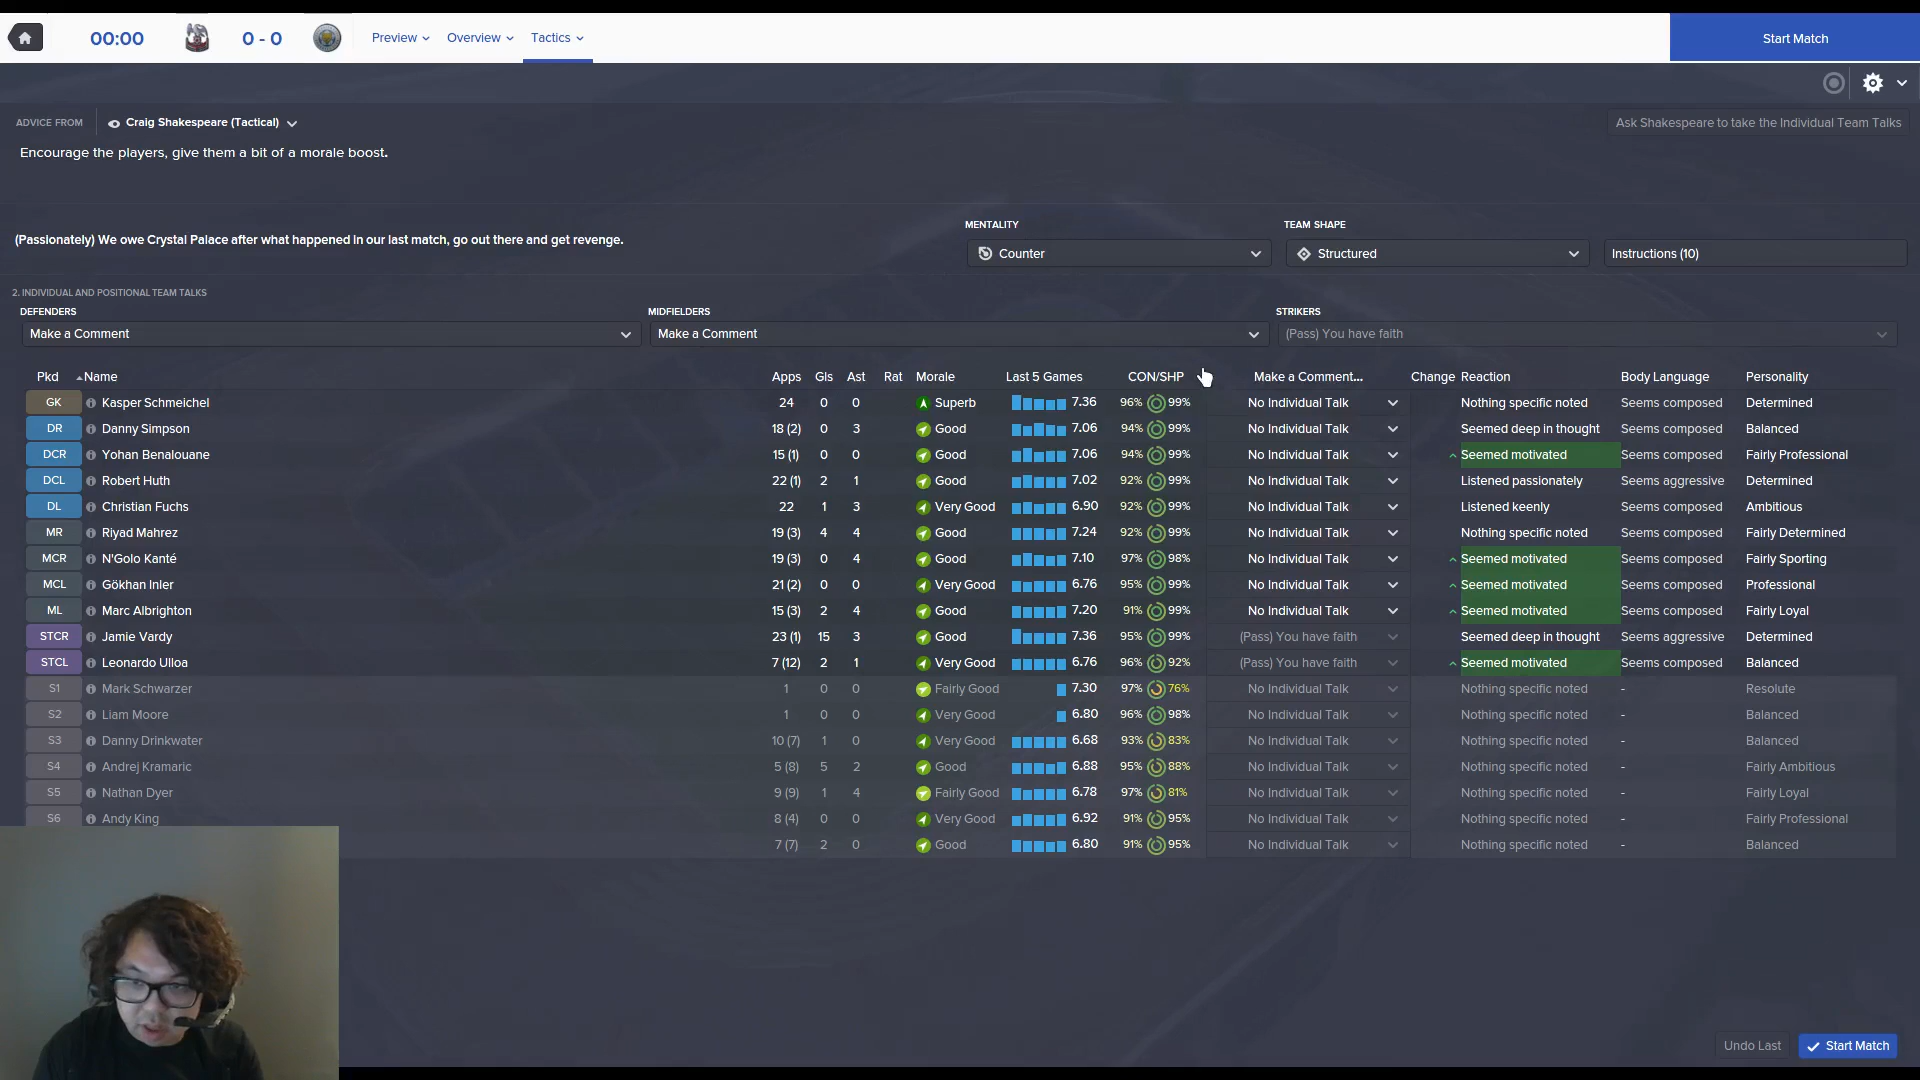 00:00 0 - 0 Preview Overview Tactics Start Match
ADVICE FROM Craig Shakespeare (Tactical) Ask Shakespeare to take the Individual Team Talks
Encourage the players, give them a bit of a morale boost.
MENTALITY TEAM SHAPE
(Passionately) We owe Crystal Palace after what happened in our last match, go out there and get revenge. Counter Structured Instructions (10)
2. INDIVIDUAL AND POSITIONAL TEAM TALKS
DEFENDERS MIDFIELDERS STRIKERS
Make a Comment Make a Comment (Pass) You have faith
Pkd Name Apps Gls Ast Rat Morale Last 5 Games CON/SHP Make a Comment... Change Reaction Body Language Personality
GK Kasper Schmeichel 24 0 0 Superb 7.36 96% 99% No Individual Talk Nothing specific noted Seems composed Determined
DR Danny Simpson 18 (2) 0 3 Good 7.06 94% 99% No Individual Talk Seemed deep in thought Seems composed Balanced
DCR Yohan Benalouane 15 (1) 0 0 Good 7.06 94% 99% No Individual Talk Seemed motivated Seems composed Fairly Professional
DCL Robert Huth 22 (1) 2 1 Good 7.02 92% 99% No Individual Talk Listened passionately Seems aggressive Determined
DL Christian Fuchs 22 1 3 Very Good 6.90 92% 99% No Individual Talk Listened keenly Seems composed Ambitious
MR Riyad Mahrez 19 (3) 4 4 Good 7.24 92% 99% No Individual Talk Nothing specific noted Seems composed Fairly Determined
MCR N'Golo Kanté 19 (3) 0 4 Good 7.10 97% 98% No Individual Talk Seemed motivated Seems composed Fairly Sporting
MCL Gökhan Inler 21 (2) 0 0 Very Good 6.76 95% 99% No Individual Talk Seemed motivated Seems composed Professional
ML Marc Albrighton 15 (3) 2 4 Good 7.20 91% 99% No Individual Talk Seemed motivated Seems composed Fairly Loyal
STCR Jamie Vardy 23 (1) 15 3 Good 7.36 95% 99% (Pass) You have faith Seemed deep in thought Seems aggressive Determined
STCL Leonardo Ulloa 7 (12) 2 1 Very Good 6.76 96% 92% (Pass) You have faith Seemed motivated Seems composed Balanced
S1 Mark Schwarzer 1 0 0 Fairly Good 7.30 97% 76% No Individual Talk Nothing specific noted - Resolute
S2 Liam Moore 1 0 0 Very Good 6.80 96% 98% No Individual Talk Nothing specific noted - Balanced
S3 Danny Drinkwater 10 (7) 1 0 Very Good 6.68 93% 83% No Individual Talk Nothing specific noted - Balanced
S4 Andrej Kramaric 5 (8) 5 2 Good 6.88 95% 88% No Individual Talk Nothing specific noted - Fairly Ambitious
S5 Nathan Dyer 9 (9) 1 4 Fairly Good 6.78 97% 81% No Individual Talk Nothing specific noted - Fairly Loyal
S6 Andy King 8 (4) 0 0 Very Good 6.92 91% 95% No Individual Talk Nothing specific noted - Fairly Professional
7 (7) 2 0 Good 6.80 91% 95% No Individual Talk Nothing specific noted - Balanced
Undo Last Start Match